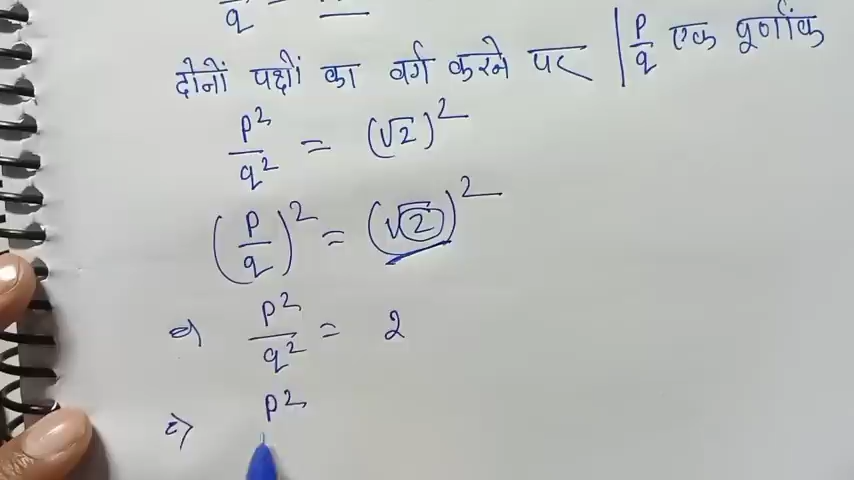 q
दोनों पक्षों का वर्ग करने पर | p/q एक पूर्णांक
p²/q² = (√2)²
(p/q)² = (√2)²
⇒ p²/q² = 2
⇒ p²